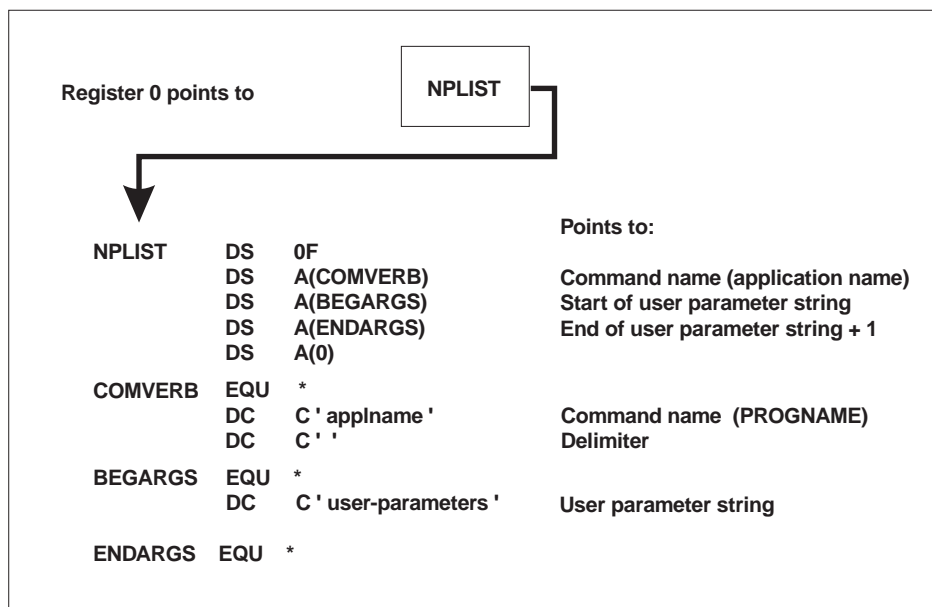 Register 0 points to NPLIST
Points to:
NPLIST DS 0F
DS A(COMVERB) Command name (application name)
DS A(BEGARGS) Start of user parameter string
DS A(ENDARGS) End of user parameter string + 1
DS A(0)
COMVERB EQU *
DC C ' applname ' Command name (PROGNAME)
DC C ' ' Delimiter
BEGARGS EQU *
DC C ' user-parameters ' User parameter string
ENDARGS EQU *